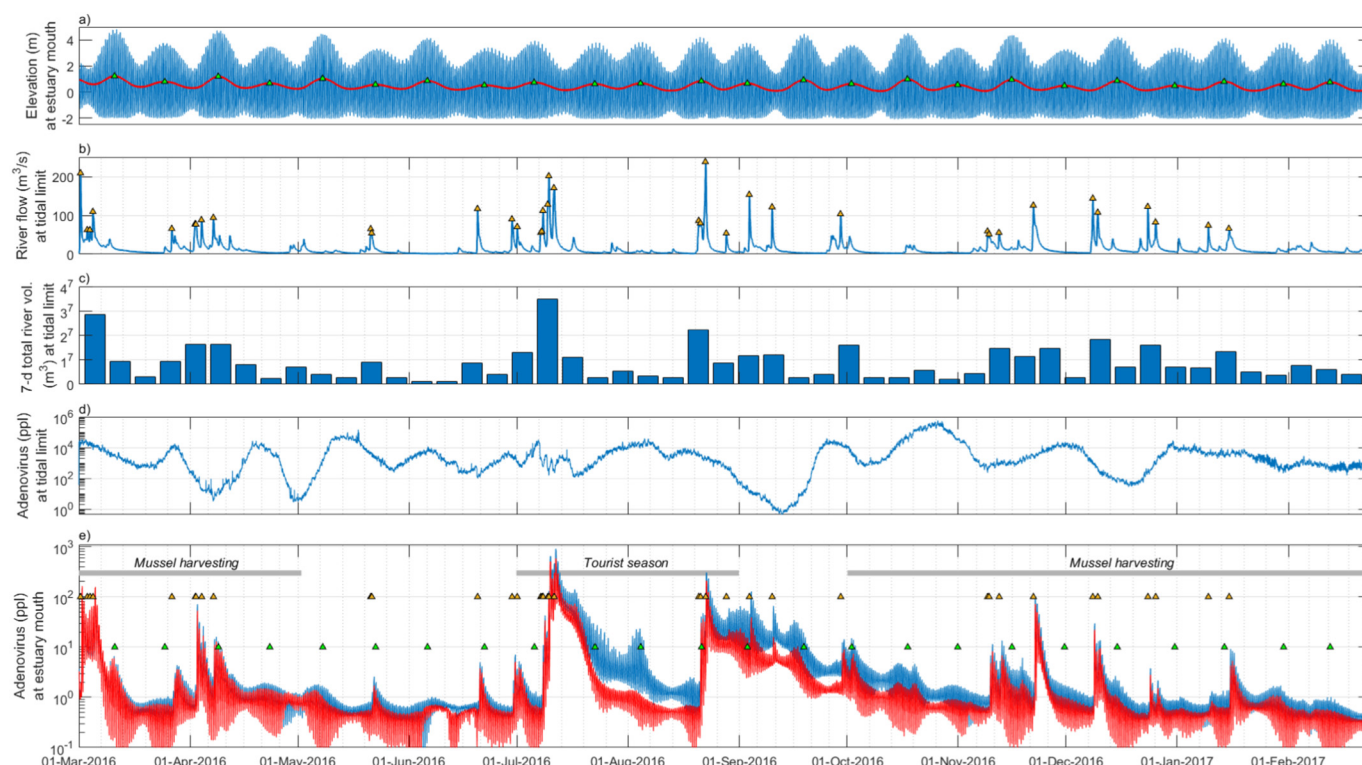 a)
Elevation (m)
at estuary mouth
4
2
0
-2
b)
River flow (m³/s)
at tidal limit
200
100
0
c)
7-d total river vol.
(m³) at tidal limit
4⁷
3⁷
2⁷
1⁷
0
d)
Adenovirus (ppl)
at tidal limit
10⁶
10⁴
10²
10⁰
e)
Adenovirus (ppl)
at estuary mouth
10³
10²
10¹
10⁰
10⁻¹
Mussel harvesting
Tourist season
Mussel harvesting
01-Mar-2016 01-Apr-2016 01-May-2016 01-Jun-2016 01-Jul-2016 01-Aug-2016 01-Sep-2016 01-Oct-2016 01-Nov-2016 01-Dec-2016 01-Jan-2017 01-Feb-2017